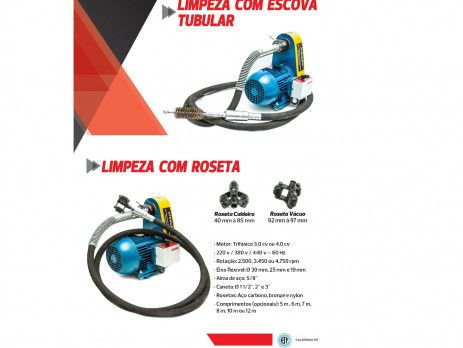 LIMPEZA COM ESCOVA
TUBULAR
LIMPEZA COM ROSETA
Roseta Caldeira
40 mm à 85 mm
Roseta Vácuo
92 mm à 97 mm
• Motor: Trifásico 3.0 cv ou 4.0 cv
• 220 v / 380 v / 440 v – 60 Hz
• Rotação: 2.500, 3.450 ou 4.750 rpm
• Eixo flexível: Ø 30 mm, 25 mm e 19 mm
• Alma de aço: 5/8"
• Caneta: Ø 1 1/2", 2" e 3"
• Rosetas: Aço carbono, bronze e nylon
• Comprimentos (opcionais): 5 m, 6 m, 7 m,
8 m, 10 m ou 12 m